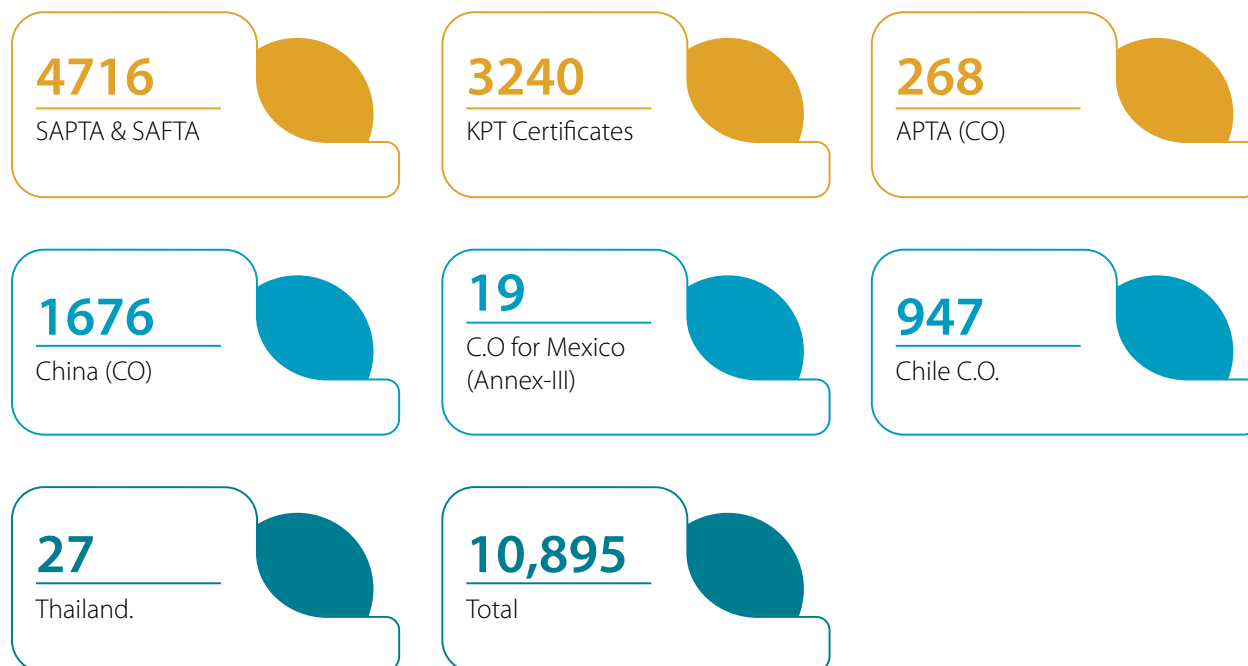 4716
SAPTA & SAFTA
3240
KPT Certificates
268
APTA (CO)
1676
China (CO)
19
C.O for Mexico
(Annex-III)
947
Chile C.O.
27
Thailand.
10,895
Total